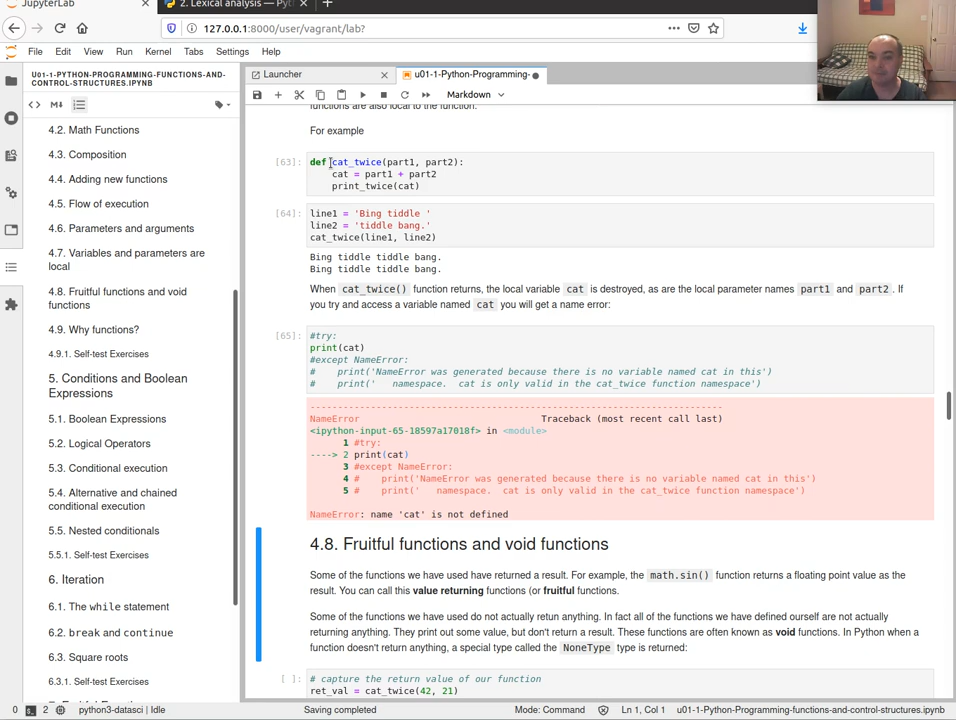 JupyterLab
2. Lexical analysis — Pyt
127.0.0.1:8000/user/vagrant/lab?
File Edit View Run Kernel Tabs Settings Help
U01-1-PYTHON-PROGRAMMING-FUNCTIONS-AND-
CONTROL-STRUCTURES.IPYNB
4.2. Math Functions
4.3. Composition
4.4. Adding new functions
4.5. Flow of execution
4.6. Parameters and arguments
4.7. Variables and parameters are
local
4.8. Fruitful functions and void
functions
4.9. Why functions?
4.9.1. Self-test Exercises
5. Conditions and Boolean
Expressions
5.1. Boolean Expressions
5.2. Logical Operators
5.3. Conditional execution
5.4. Alternative and chained
conditional execution
5.5. Nested conditionals
5.5.1. Self-test Exercises
6. Iteration
6.1. The while statement
6.2. break and continue
6.3. Square roots
6.3.1. Self-test Exercises
Launcher
u01-1-Python-Programming-
Markdown
functions are also local to the function.
For example
[63]: def cat_twice(part1, part2):
cat = part1 + part2
print_twice(cat)
[64]: line1 = 'Bing tiddle '
line2 = 'tiddle bang.'
cat_twice(line1, line2)
Bing tiddle tiddle bang.
Bing tiddle tiddle bang.
When cat_twice() function returns, the local variable cat is destroyed, as are the local parameter names part1 and part2. If
you try and access a variable named cat you will get a name error:
[65]: #try:
print(cat)
#except NameError:
# print('NameError was generated because there is no variable named cat in this')
# print(' namespace. cat is only valid in the cat_twice function namespace')
---------------------------------------------------------------------------
NameError Traceback (most recent call last)
<ipython-input-65-18597a17018f> in <module>
1 #try:
----> 2 print(cat)
3 #except NameError:
4 # print('NameError was generated because there is no variable named cat in this')
5 # print(' namespace. cat is only valid in the cat_twice function namespace')
NameError: name 'cat' is not defined
4.8. Fruitful functions and void functions
Some of the functions we have used have returned a result. For example, the math.sin() function returns a floating point value as the
result. You can call this value returning functions (or fruitful functions.
Some of the functions we have used do not actually retun anything. In fact all of the functions we have defined ourself are not actually
returning anything. They print out some value, but don't return a result. These functions are often known as void functions. In Python when a
function doesn't return anything, a special type called the NoneType type is returned:
[ ]: # capture the return value of our function
ret_val = cat_twice(42, 21)
0 2 python3-datasci | Idle Saving completed Mode: Command Ln 1, Col 1 u01-1-Python-Programming-Functions-and-control-structures.ipynb